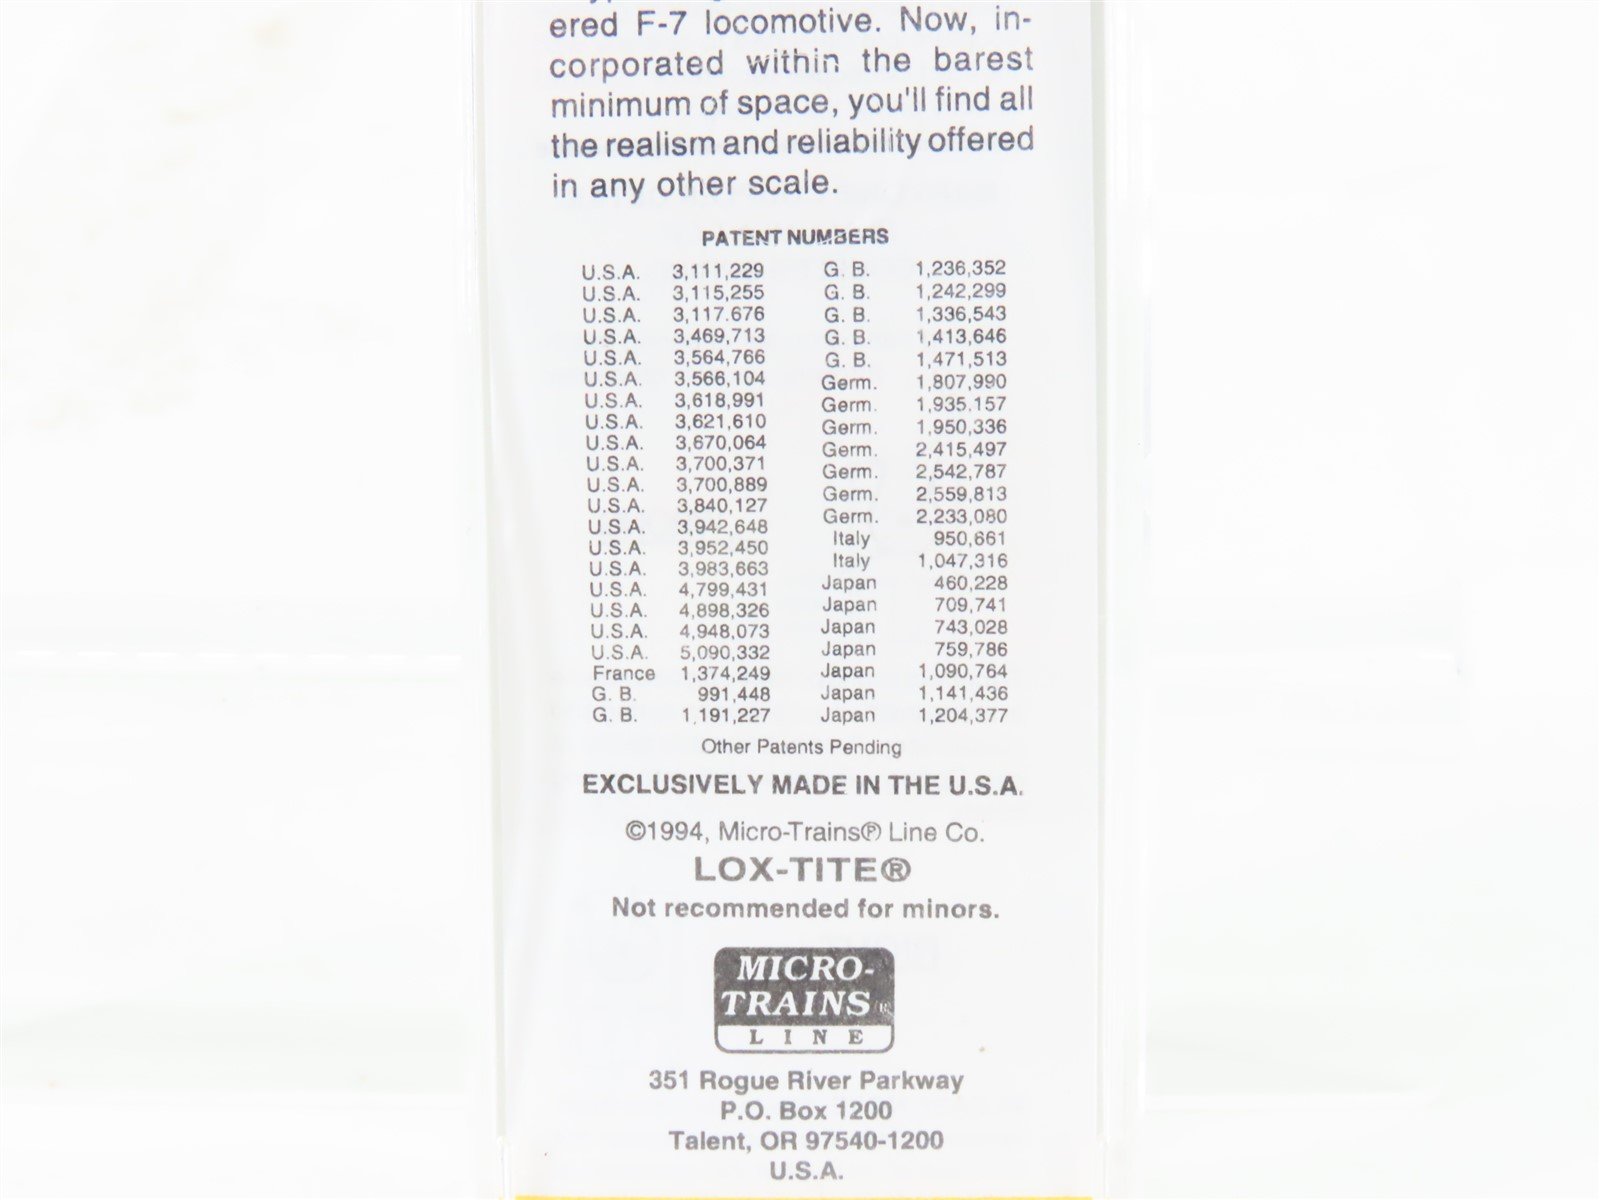 ered F-7 locomotive. Now, in-
corporated within the barest
minimum of space, you'll find all
the realism and reliability offered
in any other scale.
PATENT NUMBERS
U.S.A. 3,111,229
U.S.A. 3,115,255
U.S.A. 3,117.676
U.S.A. 3,469,713
U.S.A. 3,564,766
U.S.A. 3,566,104
U.S.A. 3,618,991
U.S.A. 3,621,610
U.S.A. 3,670,064
U.S.A. 3,700,371
U.S.A. 3,700,889
U.S.A. 3,840,127
U.S.A. 3,942,648
U.S.A. 3,952,450
U.S.A. 3,983,663
U.S.A. 4,799,431
U.S.A. 4,898,326
U.S.A. 4,948,073
U.S.A. 5,090,332
France 1,374,249
G. B. 991,448
G. B. 1,191,227
G. B. 1,236,352
G. B. 1,242,299
G. B. 1,336,543
G. B. 1,413,646
G. B. 1,471,513
Germ. 1,807,990
Germ. 1,935.157
Germ. 1,950,336
Germ. 2,415,497
Germ. 2,542,787
Germ. 2,559,813
Germ. 2,233,080
Italy 950,661
Italy 1,047,316
Japan 460,228
Japan 709,741
Japan 743,028
Japan 759,786
Japan 1,090,764
Japan 1,141,436
Japan 1,204,377
Other Patents Pending
EXCLUSIVELY MADE IN THE U.S.A.
©1994, Micro-Trains® Line Co.
LOX-TITE®
Not recommended for minors.
MICRO-
TRAINS®
LINE
351 Rogue River Parkway
P.O. Box 1200
Talent, OR 97540-1200
U.S.A.